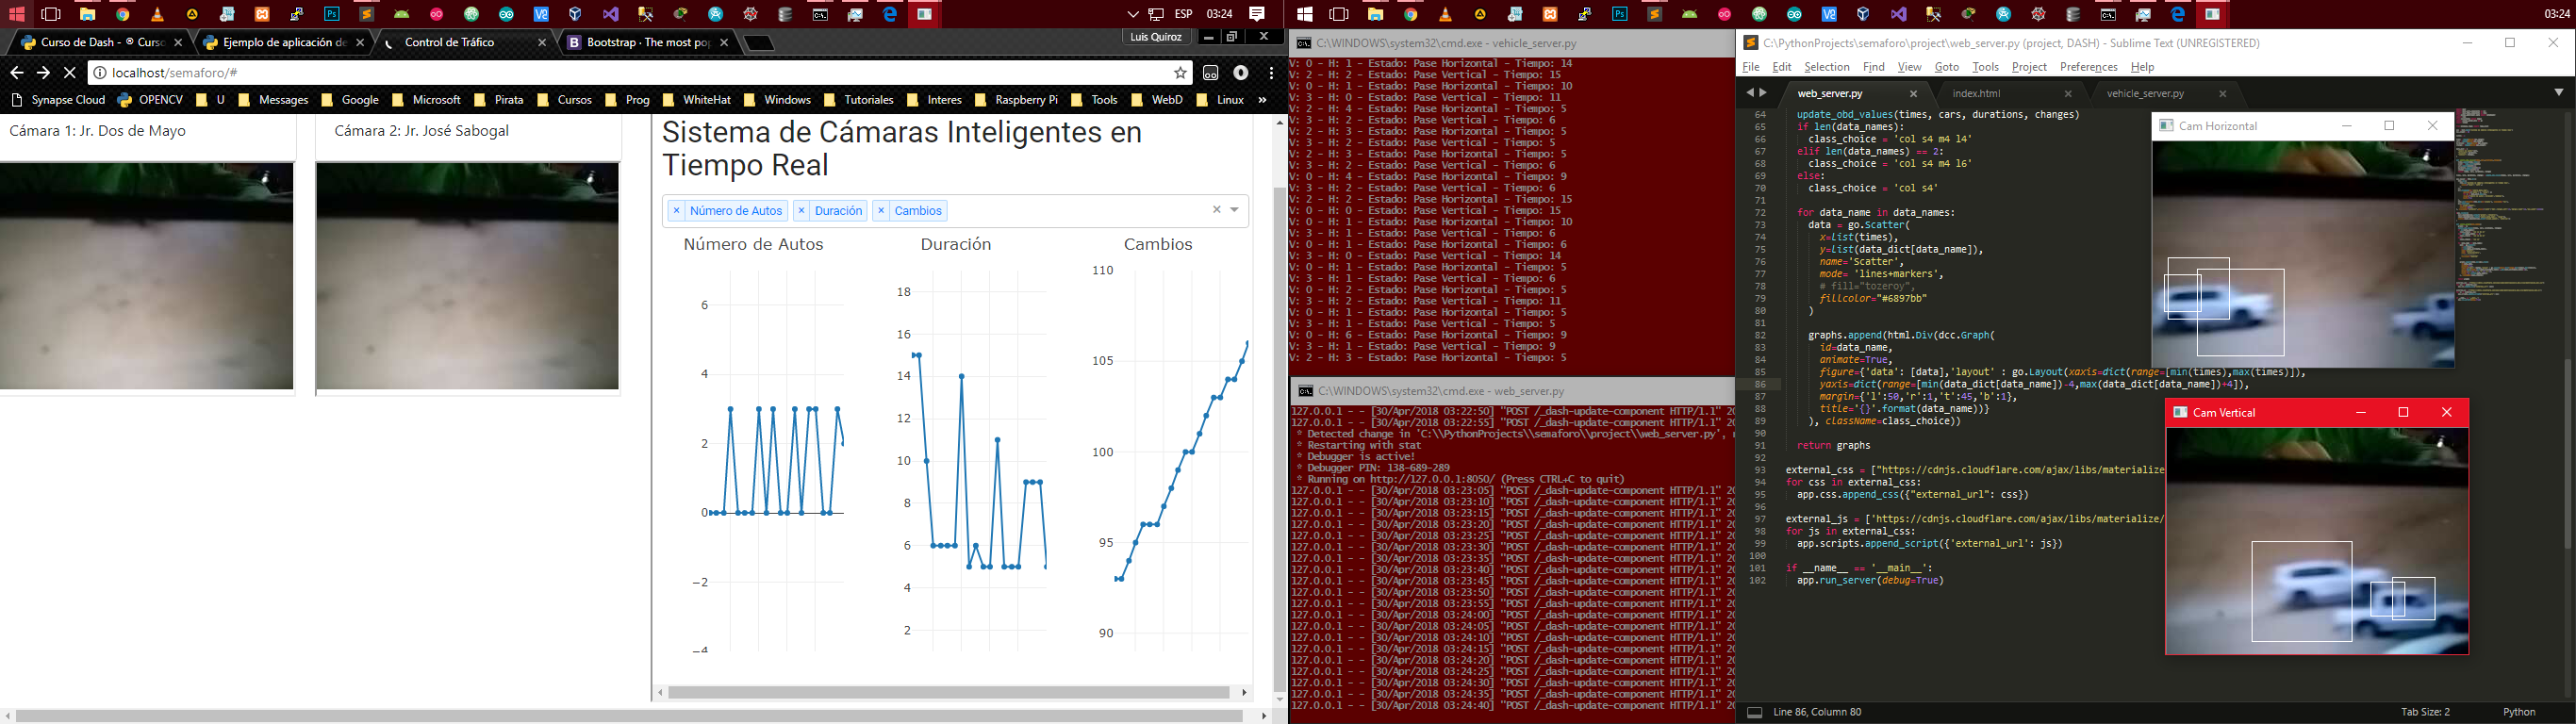 ESP 03:24
03:24
Curso de Dash - ® Curso
Ejemplo de aplicación de
Control de Tráfico
Bootstrap · The most pop
Luis Quiroz
localhost/semaforo/#
Synapse Cloud OPENCV U Messages Google Microsoft Pirata Cursos Prog WhiteHat Windows Tutoriales Interes Raspberry Pi Tools WebD Linux »
Cámara 1: Jr. Dos de Mayo
Cámara 2: Jr. José Sabogal
Sistema de Cámaras Inteligentes en
Tiempo Real
× Número de Autos × Duración × Cambios
Número de Autos
6
4
2
0
−2
−4
Duración
18
16
14
12
10
8
6
4
2
Cambios
110
105
100
95
90
C:\WINDOWS\system32\cmd.exe - vehicle_server.py
V: 0 - H: 1 - Estado: Pase Horizontal - Tiempo: 14
V: 2 - H: 2 - Estado: Pase Vertical - Tiempo: 15
V: 0 - H: 1 - Estado: Pase Horizontal - Tiempo: 10
V: 3 - H: 0 - Estado: Pase Vertical - Tiempo: 11
V: 2 - H: 4 - Estado: Pase Horizontal - Tiempo: 5
V: 3 - H: 2 - Estado: Pase Vertical - Tiempo: 6
V: 2 - H: 3 - Estado: Pase Horizontal - Tiempo: 5
V: 3 - H: 2 - Estado: Pase Vertical - Tiempo: 5
V: 2 - H: 3 - Estado: Pase Horizontal - Tiempo: 5
V: 3 - H: 2 - Estado: Pase Vertical - Tiempo: 6
V: 0 - H: 4 - Estado: Pase Horizontal - Tiempo: 9
V: 3 - H: 2 - Estado: Pase Vertical - Tiempo: 6
V: 2 - H: 2 - Estado: Pase Horizontal - Tiempo: 15
V: 0 - H: 0 - Estado: Pase Vertical - Tiempo: 15
V: 0 - H: 1 - Estado: Pase Horizontal - Tiempo: 10
V: 3 - H: 1 - Estado: Pase Vertical - Tiempo: 6
V: 0 - H: 1 - Estado: Pase Horizontal - Tiempo: 6
V: 3 - H: 0 - Estado: Pase Vertical - Tiempo: 14
V: 0 - H: 1 - Estado: Pase Horizontal - Tiempo: 5
V: 3 - H: 1 - Estado: Pase Vertical - Tiempo: 6
V: 0 - H: 2 - Estado: Pase Horizontal - Tiempo: 5
V: 3 - H: 2 - Estado: Pase Vertical - Tiempo: 11
V: 0 - H: 1 - Estado: Pase Horizontal - Tiempo: 5
V: 3 - H: 1 - Estado: Pase Vertical - Tiempo: 5
V: 0 - H: 6 - Estado: Pase Horizontal - Tiempo: 9
V: 3 - H: 1 - Estado: Pase Vertical - Tiempo: 9
V: 2 - H: 3 - Estado: Pase Horizontal - Tiempo: 5
C:\WINDOWS\system32\cmd.exe - web_server.py
127.0.0.1 - - [30/Apr/2018 03:22:50] "POST /_dash-update-component HTTP/1.1" 20
127.0.0.1 - - [30/Apr/2018 03:22:55] "POST /_dash-update-component HTTP/1.1" 20
* Detected change in 'C:\\PythonProjects\\semaforo\\project\\web_server.py', r
* Restarting with stat
* Debugger is active!
* Debugger PIN: 138-689-289
* Running on http://127.0.0.1:8050/ (Press CTRL+C to quit)
127.0.0.1 - - [30/Apr/2018 03:23:05] "POST /_dash-update-component HTTP/1.1" 20
127.0.0.1 - - [30/Apr/2018 03:23:10] "POST /_dash-update-component HTTP/1.1" 20
127.0.0.1 - - [30/Apr/2018 03:23:15] "POST /_dash-update-component HTTP/1.1" 20
127.0.0.1 - - [30/Apr/2018 03:23:20] "POST /_dash-update-component HTTP/1.1" 20
127.0.0.1 - - [30/Apr/2018 03:23:25] "POST /_dash-update-component HTTP/1.1" 20
127.0.0.1 - - [30/Apr/2018 03:23:30] "POST /_dash-update-component HTTP/1.1" 20
127.0.0.1 - - [30/Apr/2018 03:23:35] "POST /_dash-update-component HTTP/1.1" 20
127.0.0.1 - - [30/Apr/2018 03:23:40] "POST /_dash-update-component HTTP/1.1" 20
127.0.0.1 - - [30/Apr/2018 03:23:45] "POST /_dash-update-component HTTP/1.1" 20
127.0.0.1 - - [30/Apr/2018 03:23:50] "POST /_dash-update-component HTTP/1.1" 20
127.0.0.1 - - [30/Apr/2018 03:23:55] "POST /_dash-update-component HTTP/1.1" 20
127.0.0.1 - - [30/Apr/2018 03:24:00] "POST /_dash-update-component HTTP/1.1" 20
127.0.0.1 - - [30/Apr/2018 03:24:05] "POST /_dash-update-component HTTP/1.1" 20
127.0.0.1 - - [30/Apr/2018 03:24:10] "POST /_dash-update-component HTTP/1.1" 20
127.0.0.1 - - [30/Apr/2018 03:24:15] "POST /_dash-update-component HTTP/1.1" 20
127.0.0.1 - - [30/Apr/2018 03:24:20] "POST /_dash-update-component HTTP/1.1" 20
127.0.0.1 - - [30/Apr/2018 03:24:25] "POST /_dash-update-component HTTP/1.1" 20
127.0.0.1 - - [30/Apr/2018 03:24:30] "POST /_dash-update-component HTTP/1.1" 20
127.0.0.1 - - [30/Apr/2018 03:24:35] "POST /_dash-update-component HTTP/1.1" 20
127.0.0.1 - - [30/Apr/2018 03:24:40] "POST /_dash-update-component HTTP/1.1" 20
C:\PythonProjects\semaforo\project\web_server.py (project, DASH) - Sublime Text (UNREGISTERED)
File Edit Selection Find View Goto Tools Project Preferences Help
web_server.py index.html vehicle_server.py
64 update_obd_values(times, cars, durations, changes)
65 if len(data_names):
66 class_choice = 'col s4 m4 l4'
67 elif len(data_names) == 2:
68 class_choice = 'col s4 m4 l6'
69 else:
70 class_choice = 'col s4'
71
72 for data_name in data_names:
73 data = go.Scatter(
74 x=list(times),
75 y=list(data_dict[data_name]),
76 name='Scatter',
77 mode= 'lines+markers',
78 # fill="tozeroy",
79 fillcolor="#6897bb"
80 )
81
82 graphs.append(html.Div(dcc.Graph(
83 id=data_name,
84 animate=True,
85 figure={'data': [data],'layout' : go.Layout(xaxis=dict(range=[min(times),max(times)]),
86 yaxis=dict(range=[min(data_dict[data_name])-4,max(data_dict[data_name])+4]),
87 margin={'l':50,'r':1,'t':45,'b':1},
88 title='{}'.format(data_name))}
89 ), className=class_choice))
90
91 return graphs
92
93 external_css = ["https://cdnjs.cloudflare.com/ajax/libs/materialize
94 for css in external_css:
95 app.css.append_css({"external_url": css})
96
97 external_js = ['https://cdnjs.cloudflare.com/ajax/libs/materialize/
98 for js in external_css:
99 app.scripts.append_script({'external_url': js})
100
101 if __name__ == '__main__':
102 app.run_server(debug=True)
Cam Horizontal
Cam Vertical
Line 86, Column 80
Tab Size: 2
Python